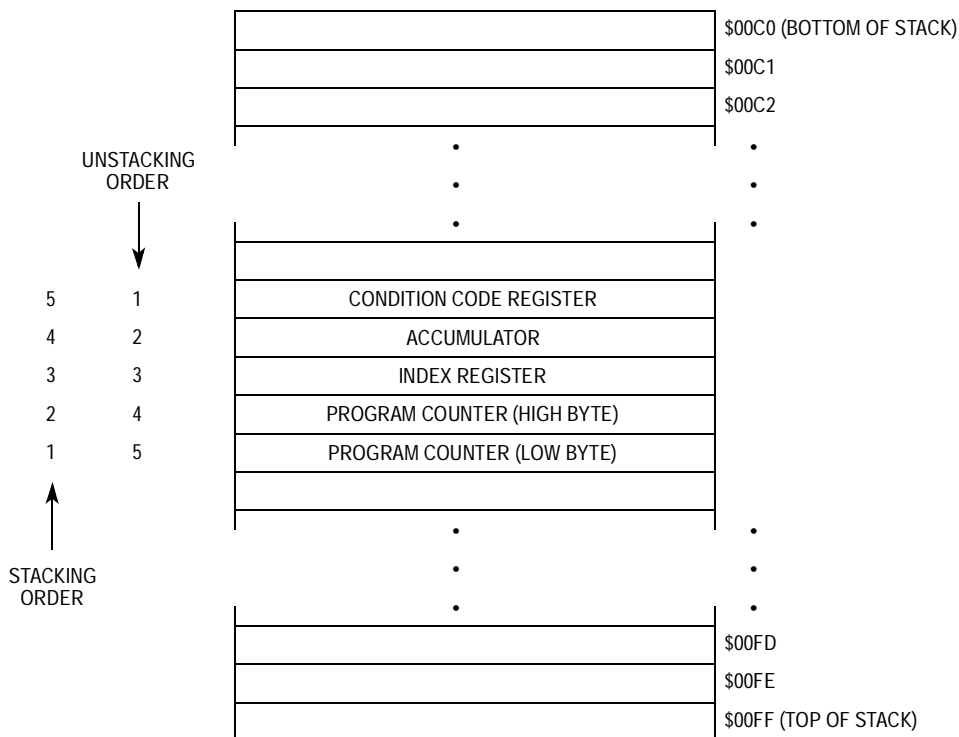 $00C0 (BOTTOM OF STACK)
$00C1
$00C2
UNSTACKING
ORDER
5 1 CONDITION CODE REGISTER
4 2 ACCUMULATOR
3 3 INDEX REGISTER
2 4 PROGRAM COUNTER (HIGH BYTE)
1 5 PROGRAM COUNTER (LOW BYTE)
STACKING
ORDER
$00FD
$00FE
$00FF (TOP OF STACK)